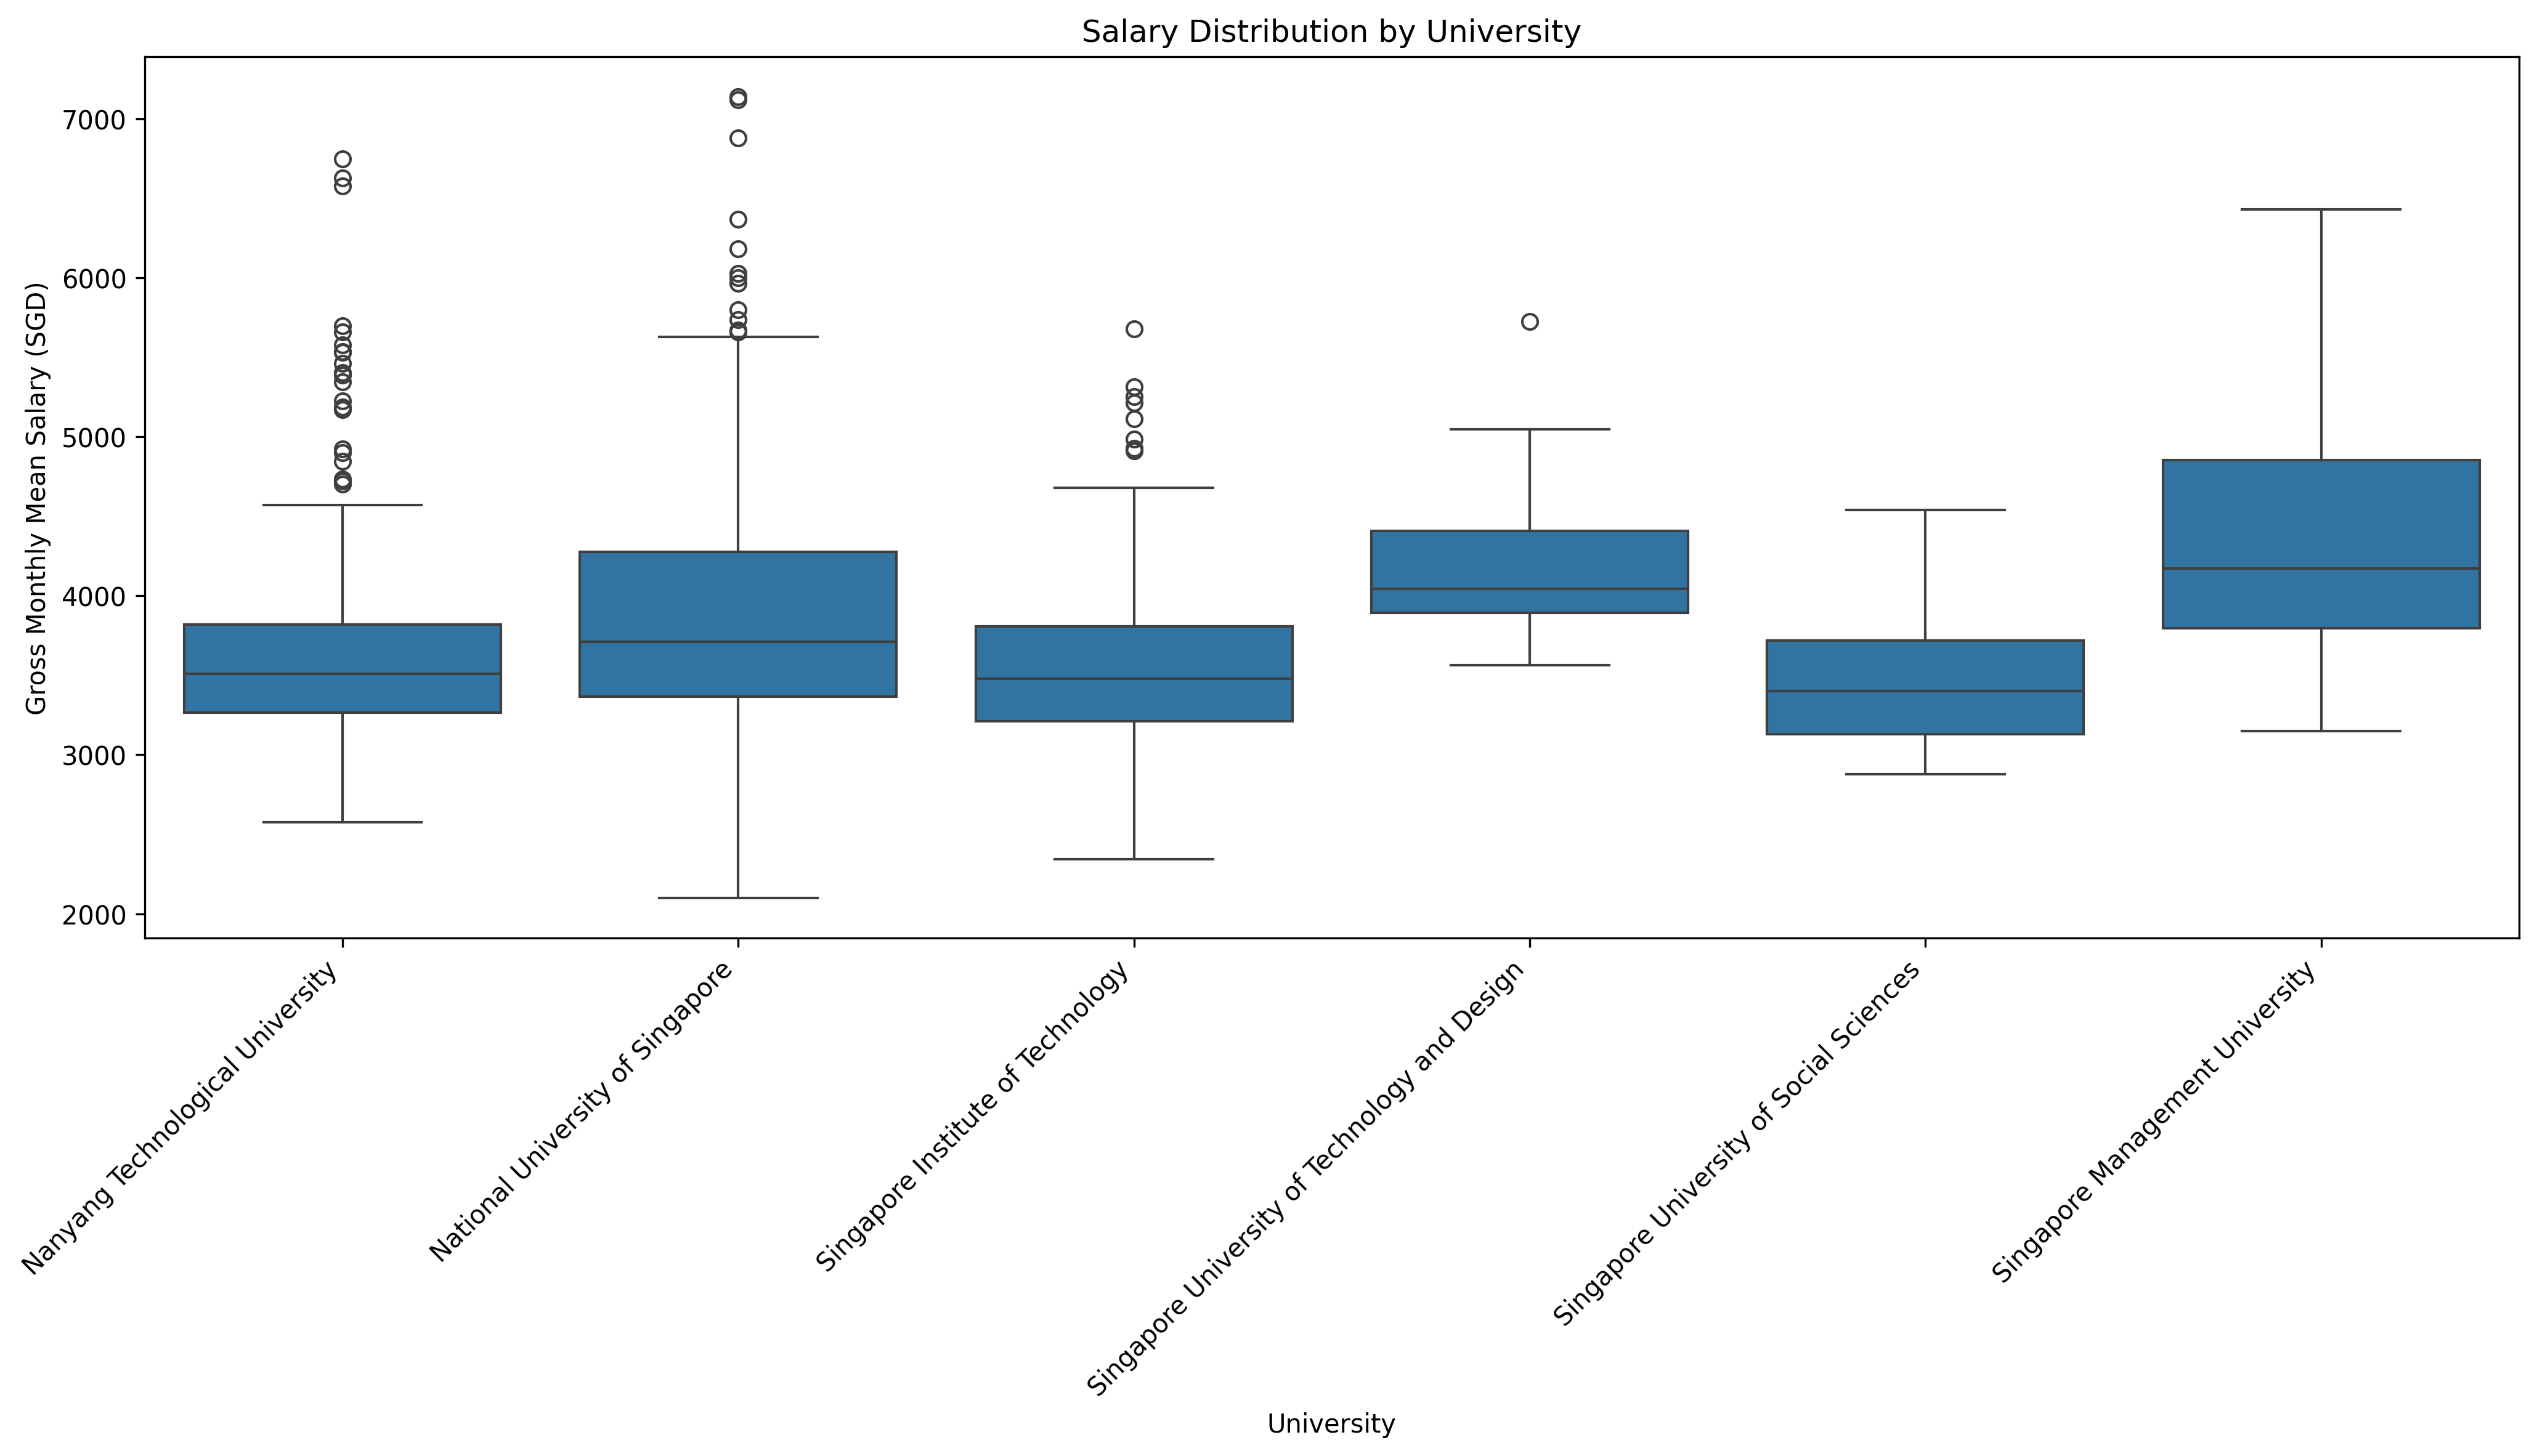 Salary Distribution by University
Gross Monthly Mean Salary (SGD)
7000
6000
5000
4000
3000
2000
Nanyang Technological University
National University of Singapore
Singapore Institute of Technology
Singapore University of Technology and Design
Singapore University of Social Sciences
Singapore Management University
University